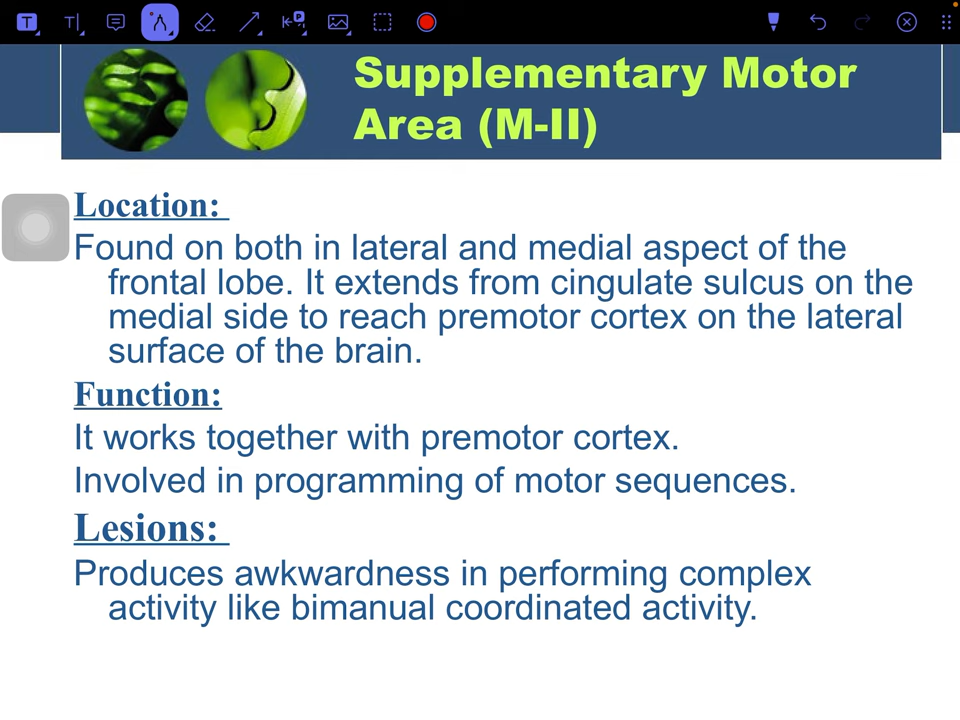 Supplementary Motor
Area (M-II)
Location:
Found on both in lateral and medial aspect of the
frontal lobe. It extends from cingulate sulcus on the
medial side to reach premotor cortex on the lateral
surface of the brain.
Function:
It works together with premotor cortex.
Involved in programming of motor sequences.
Lesions:
Produces awkwardness in performing complex
activity like bimanual coordinated activity.